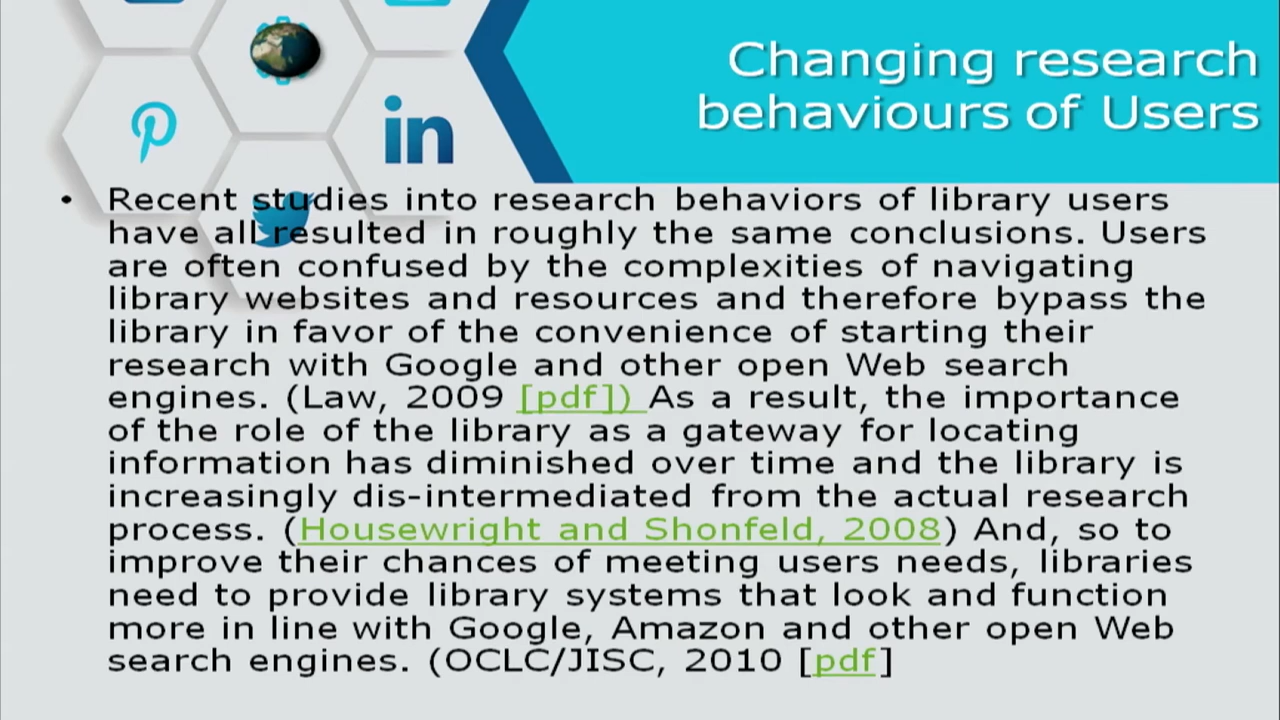 Changing research
behaviours of Users
• Recent studies into research behaviors of library users
have all resulted in roughly the same conclusions. Users
are often confused by the complexities of navigating
library websites and resources and therefore bypass the
library in favor of the convenience of starting their
research with Google and other open Web search
engines. (Law, 2009 [pdf]) As a result, the importance
of the role of the library as a gateway for locating
information has diminished over time and the library is
increasingly dis-intermediated from the actual research
process. (Housewright and Shonfeld, 2008) And, so to
improve their chances of meeting users needs, libraries
need to provide library systems that look and function
more in line with Google, Amazon and other open Web
search engines. (OCLC/JISC, 2010 [pdf]
in